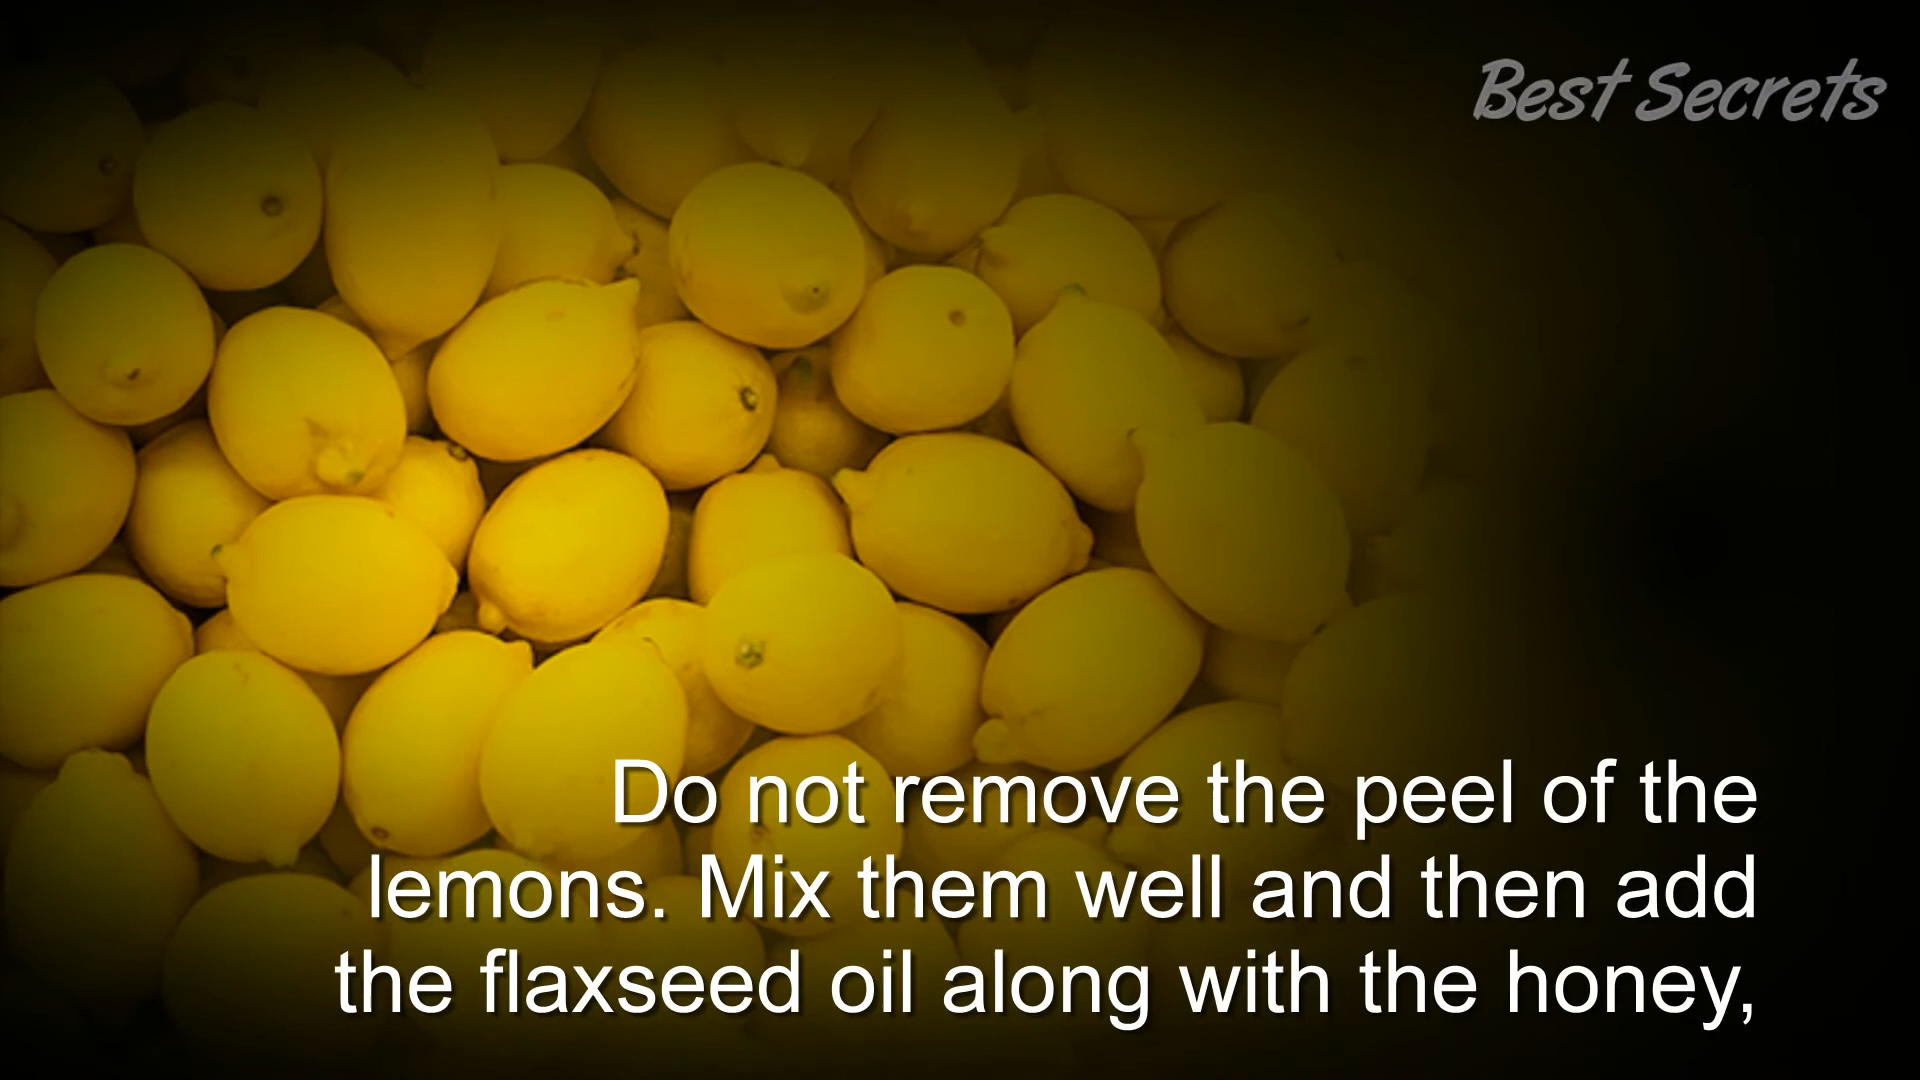 Best Secrets
Do not remove the peel of the
lemons. Mix them well and then add
the flaxseed oil along with the honey,